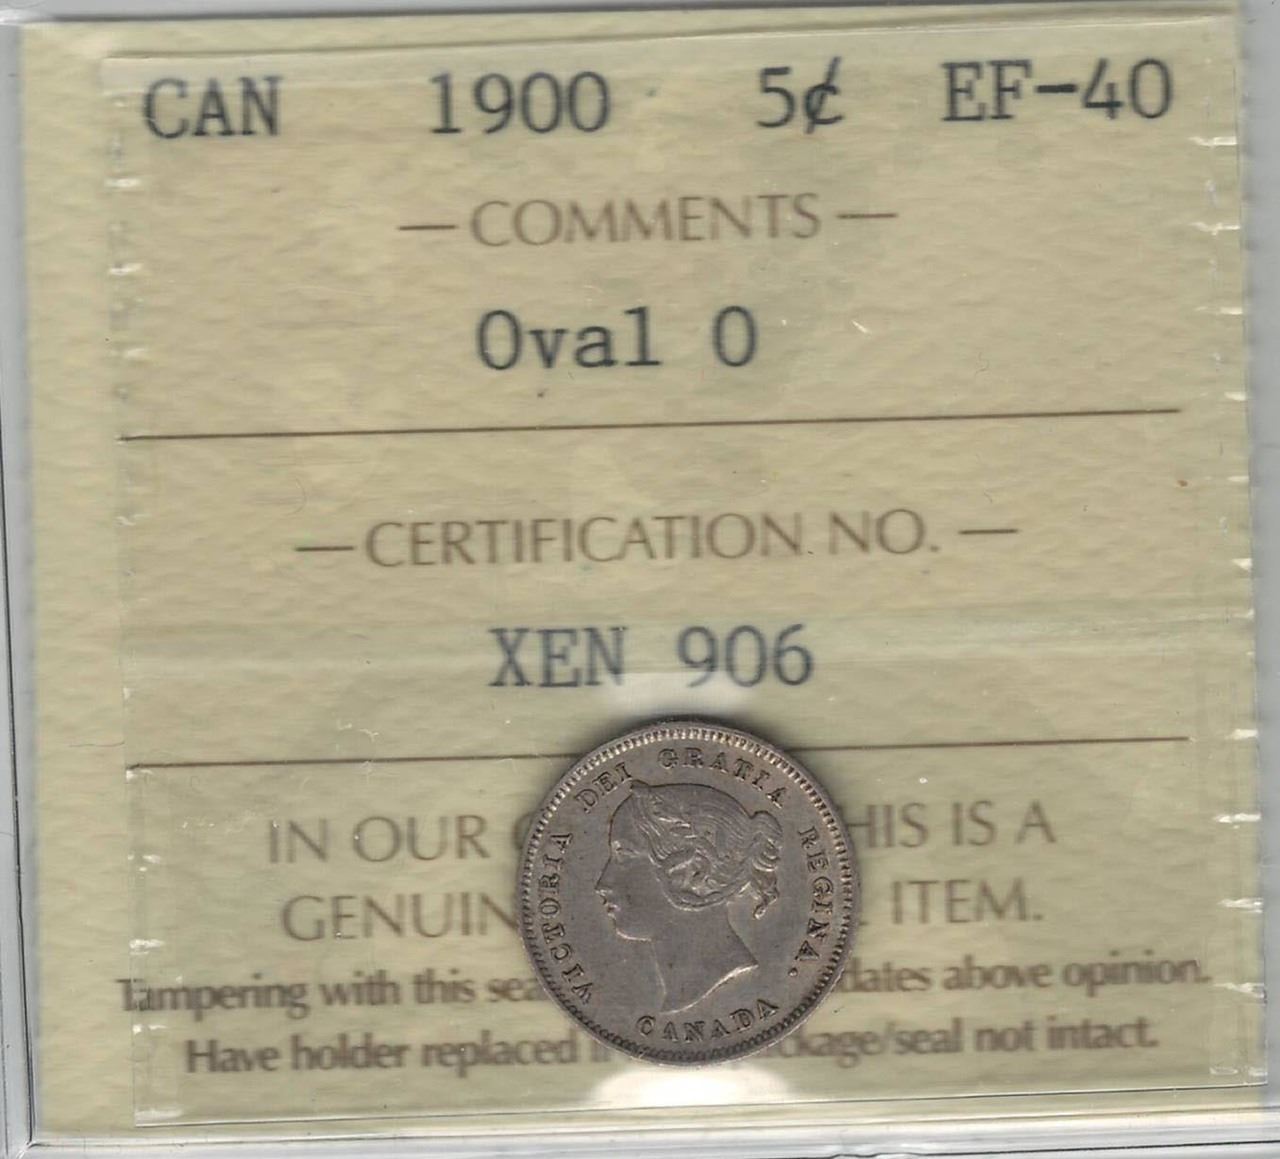 CAN 1900 5¢ EF-40
— COMMENTS —
Oval O
— CERTIFICATION NO. —
XEN 906
IN OUR HIS IS A
GENUIN ITEM.
Tampering with this sea dates above opinion.
Have holder replaced if ckage/seal not intact.
VICTORIA DEI GRATIA REGINA.
CANADA